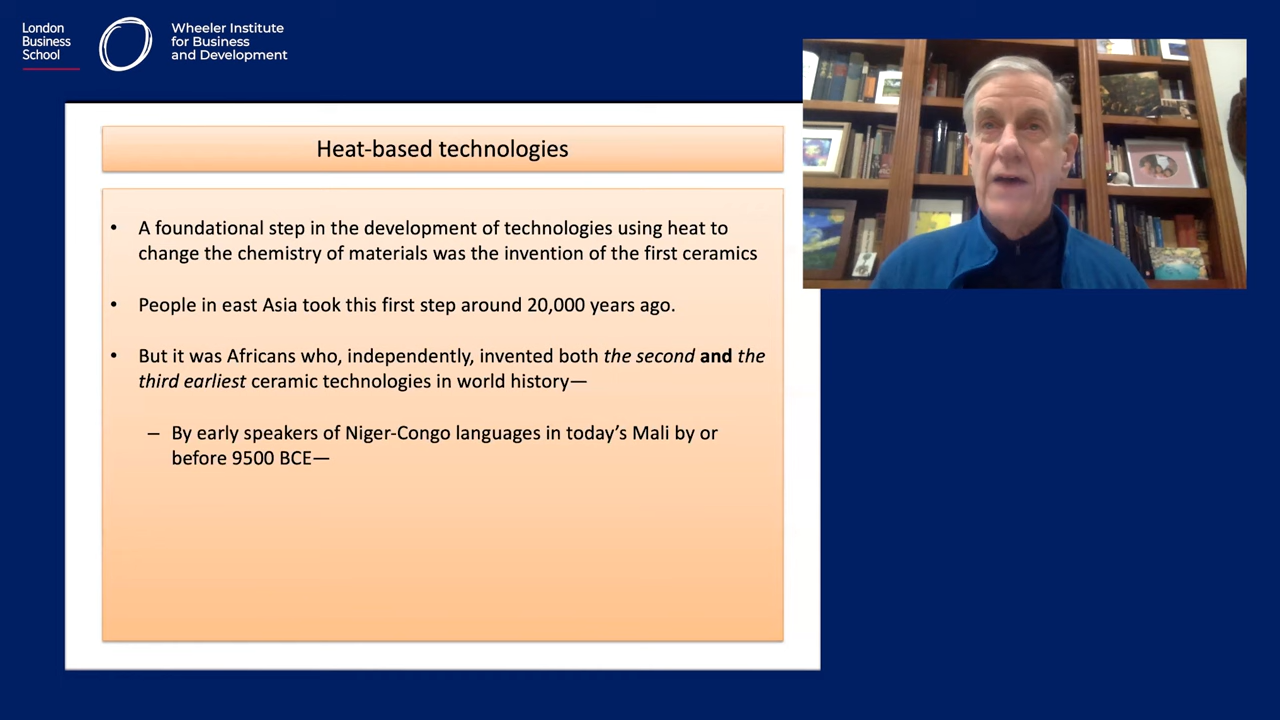 London
Business
School
Wheeler Institute
for Business
and Development
Heat-based technologies
• A foundational step in the development of technologies using heat to
change the chemistry of materials was the invention of the first ceramics
• People in east Asia took this first step around 20,000 years ago.
• But it was Africans who, independently, invented both the second and the
third earliest ceramic technologies in world history—
– By early speakers of Niger-Congo languages in today's Mali by or
before 9500 BCE—